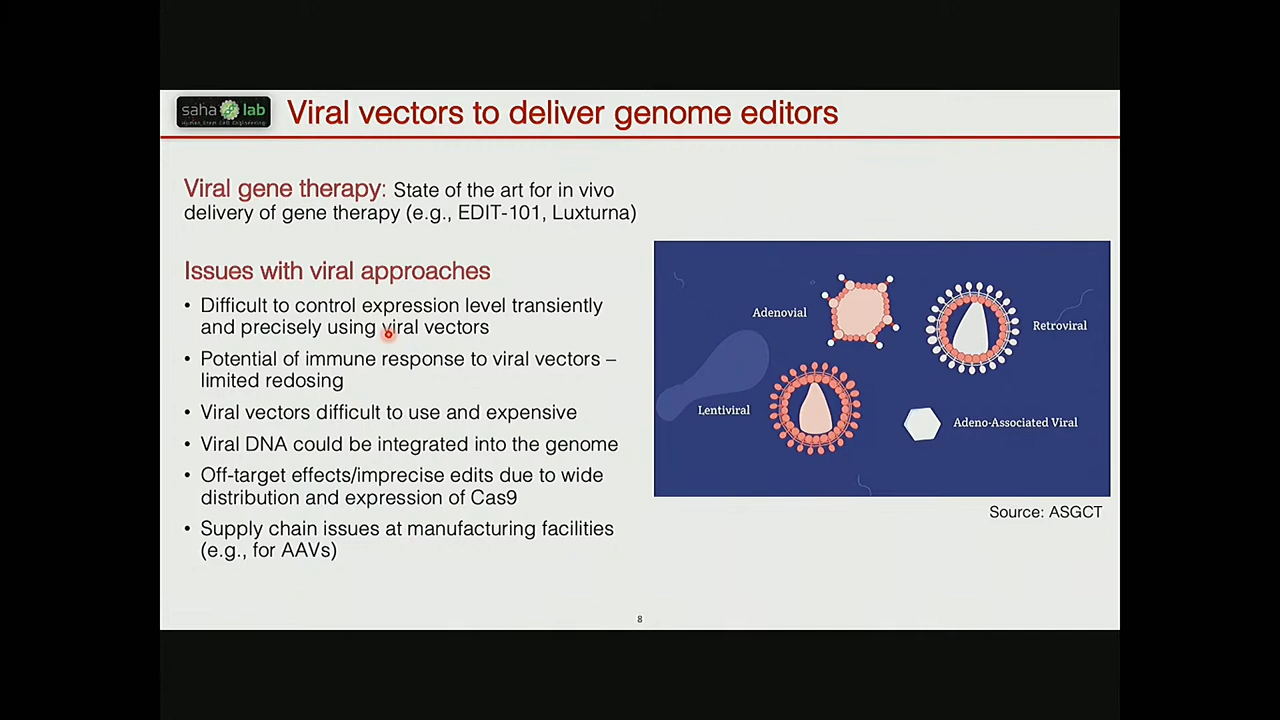 saha lab
Human Stem Cell Engineering
Viral vectors to deliver genome editors
Viral gene therapy: State of the art for in vivo
delivery of gene therapy (e.g., EDIT-101, Luxturna)
Issues with viral approaches
• Difficult to control expression level transiently
and precisely using viral vectors
• Potential of immune response to viral vectors –
limited redosing
• Viral vectors difficult to use and expensive
• Viral DNA could be integrated into the genome
• Off-target effects/imprecise edits due to wide
distribution and expression of Cas9
• Supply chain issues at manufacturing facilities
(e.g., for AAVs)
Adenovial
Retroviral
Lentiviral
Adeno-Associated Viral
Source: ASGCT
8